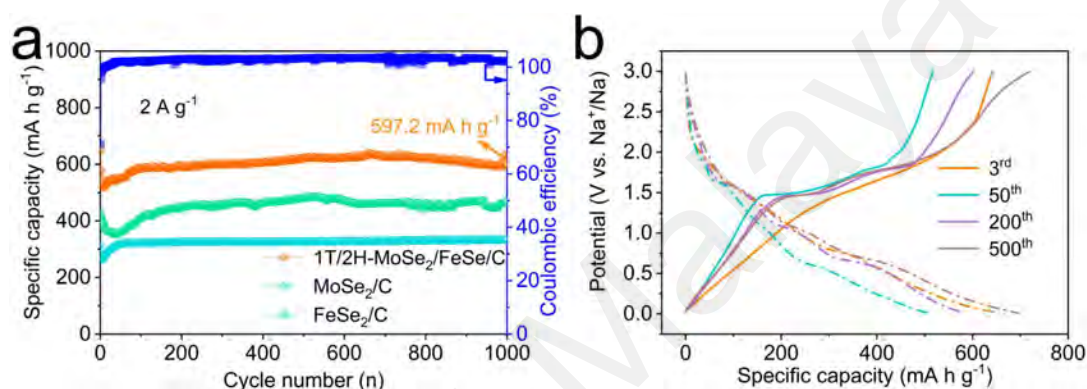 a
Specific capacity (mA h g⁻¹)
1000
800
600
400
200
0
2 A g⁻¹
597.2 mA h g⁻¹
1T/2H-MoSe₂/FeSe/C
MoSe₂/C
FeSe₂/C
0 200 400 600 800 1000
Cycle number (n)
100
80
60
40
20
0
Coulombic efficiency (%)
b
Potential (V vs. Na⁺/Na)
3.0
2.5
2.0
1.5
1.0
0.5
0.0
3ʳᵈ
50ᵗʰ
200ᵗʰ
500ᵗʰ
0 200 400 600 800
Specific capacity (mA h g⁻¹)
Malaya